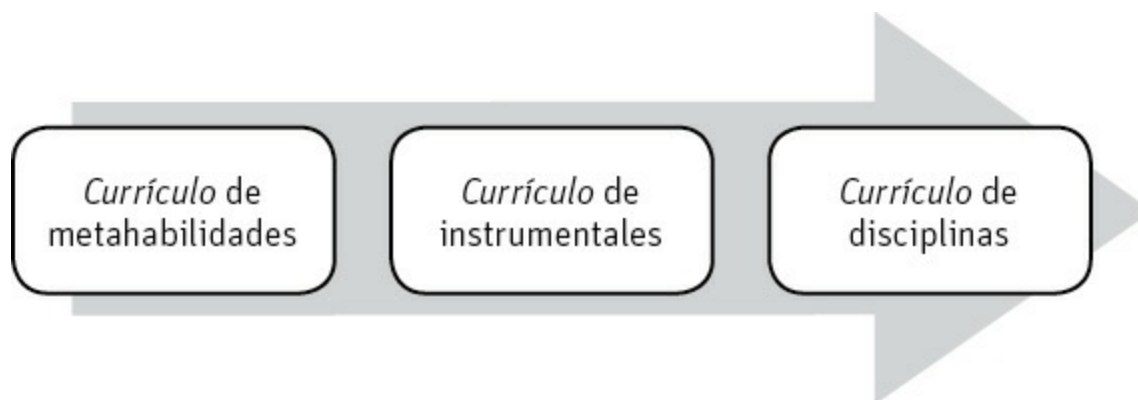 Currículo de
metahabilidades
Currículo de
instrumentales
Currículo de
disciplinas